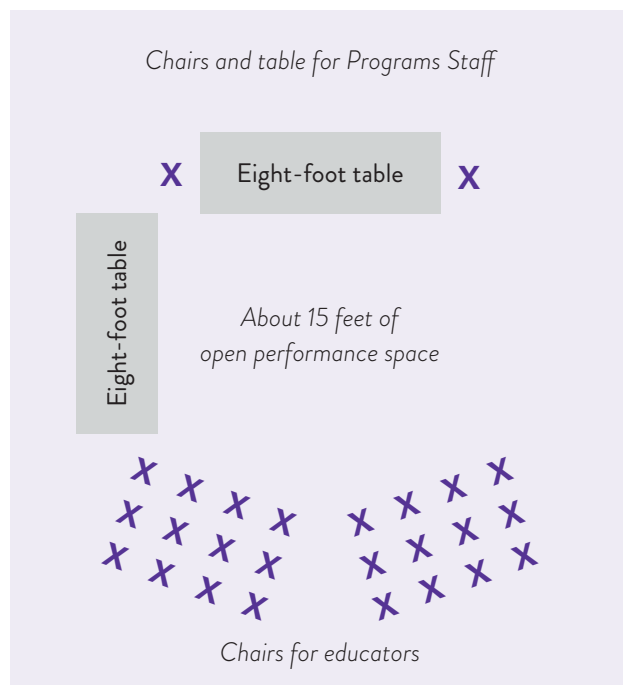 Chairs and table for Programs Staff
X Eight-foot table X
Eight-foot table
About 15 feet of
open performance space
X X X X X X X X
X X X X X X X X
X X X X X X X X
Chairs for educators